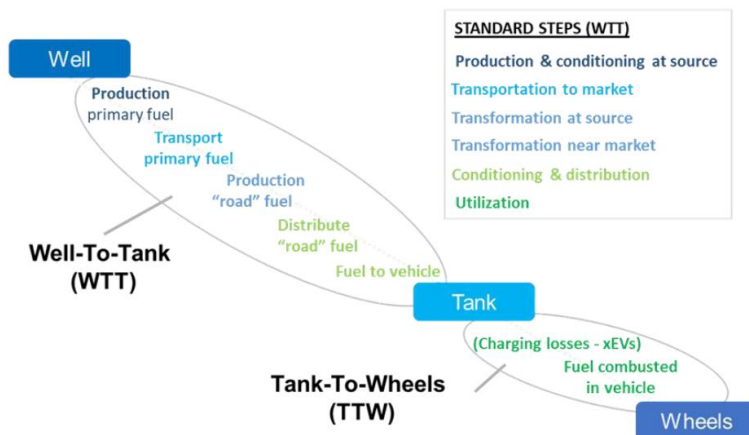 Well
Production
primary fuel
Transport
primary fuel
Production
“road” fuel
Distribute
“road” fuel
Fuel to vehicle
Well-To-Tank
(WTT)
Tank
(Charging losses - xEVs)
Fuel combusted
in vehicle
Tank-To-Wheels
(TTW)
Wheels
STANDARD STEPS (WTT)
Production & conditioning at source
Transportation to market
Transformation at source
Transformation near market
Conditioning & distribution
Utilization